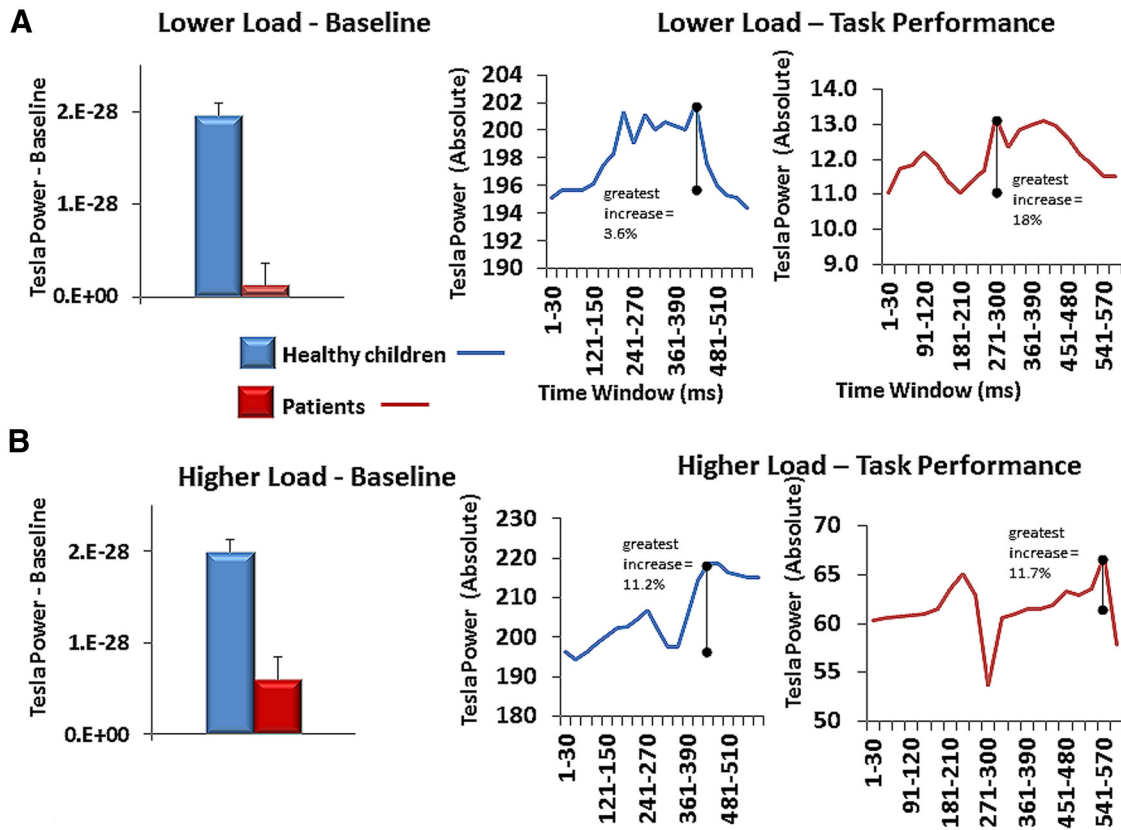 A
Lower Load - Baseline
Lower Load – Task Performance
Tesla Power - Baseline
2.E-28
1.E-28
0.E+00
Tesla Power (Absolute)
204
202
200
198
196
194
192
190
greatest
increase =
3.6%
1-30
121-150
241-270
361-390
481-510
Time Window (ms)
Tesla Power (Absolute)
14.0
13.0
12.0
11.0
10.0
9.0
greatest
increase =
18%
1-30
91-120
181-210
271-300
361-390
451-480
541-570
Time Window (ms)
Healthy children
Patients
B
Higher Load - Baseline
Higher Load – Task Performance
Tesla Power - Baseline
2.E-28
1.E-28
0.E+00
Tesla Power (Absolute)
230
220
210
200
190
180
greatest
increase =
11.2%
1-30
121-150
241-270
361-390
481-510
Tesla Power (Absolute)
70
65
60
55
50
greatest
increase =
11.7%
1-30
91-120
181-210
271-300
361-390
451-480
541-570